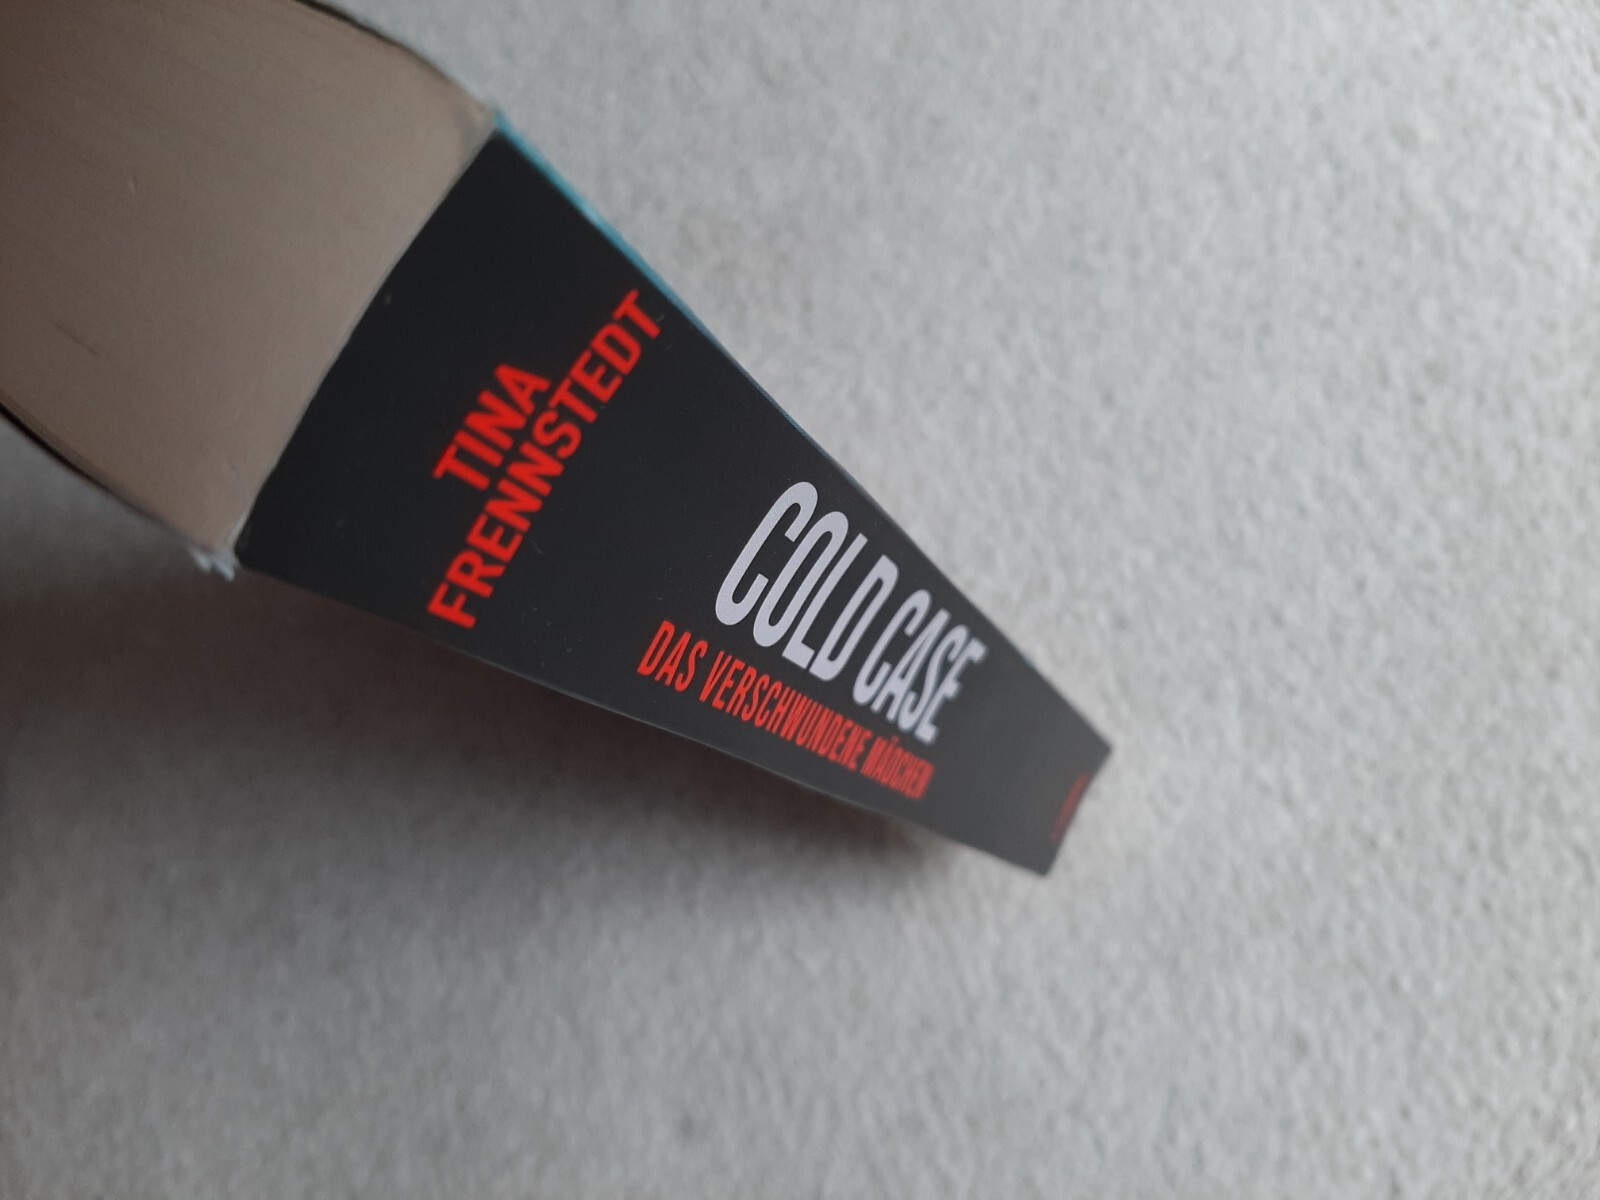 TINA
FRENNSTEDT
COLD CASE
DAS VERSCHWUNDENE MÄDCHEN